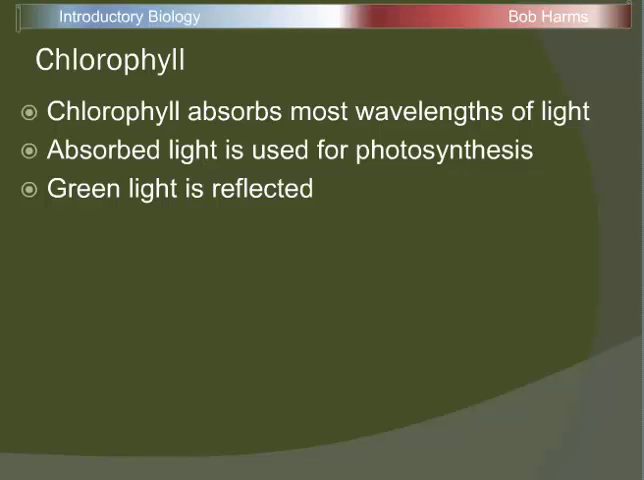 Introductory Biology
Bob Harms
Chlorophyll
Chlorophyll absorbs most wavelengths of light
Absorbed light is used for photosynthesis
Green light is reflected